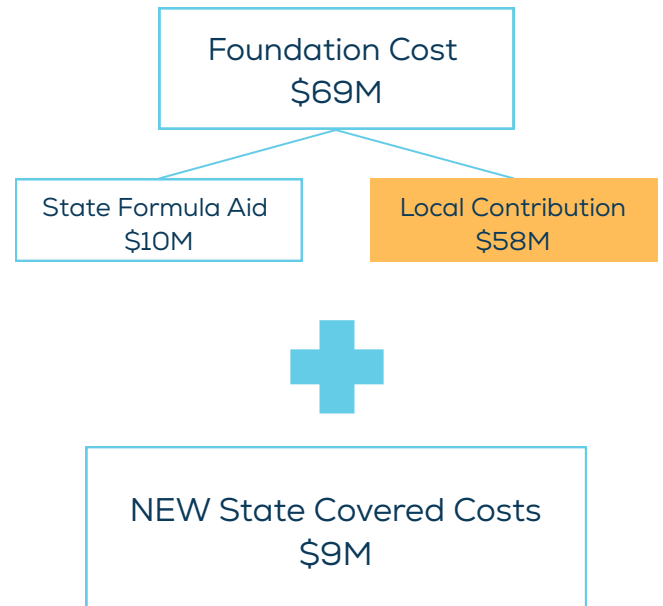 Foundation Cost
$69M
State Formula Aid
$10M
Local Contribution
$58M
NEW State Covered Costs
$9M